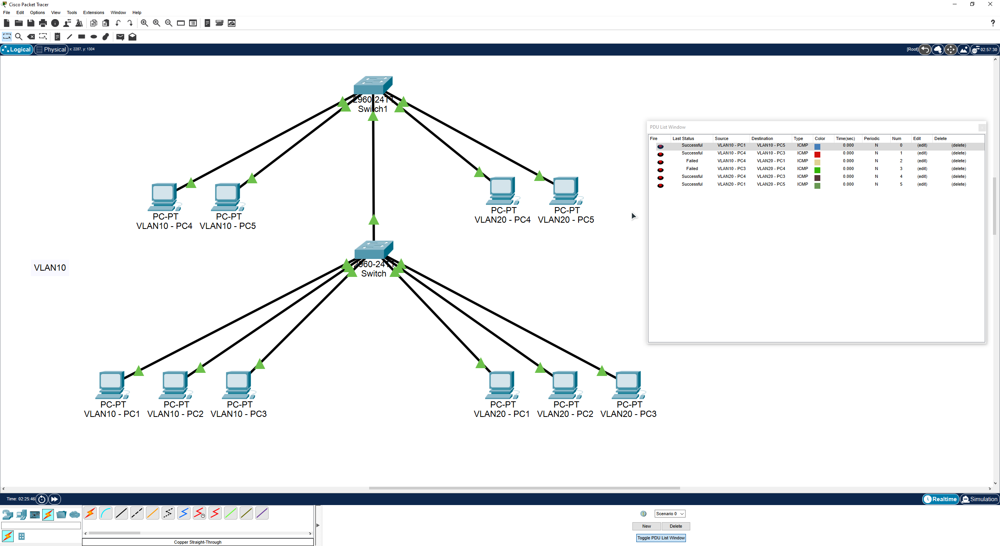 Cisco Packet Tracer
File Edit Options View Tools Extensions Window Help
Logical Physical x: 2287, y: 1304 [Root] 02:57:30
2960-24TT
Switch1
PC-PT
VLAN10 - PC4
PC-PT
VLAN10 - PC5
PC-PT
VLAN20 - PC4
PC-PT
VLAN20 - PC5
PDU List Window
Fire Last Status Source Destination Type Color Time(sec) Periodic Num Edit Delete
Successful VLAN10 - PC1 VLAN10 - PC5 ICMP 0.000 N 0 (edit) (delete)
Successful VLAN10 - PC4 VLAN10 - PC3 ICMP 0.000 N 1 (edit) (delete)
Failed VLAN10 - PC4 VLAN20 - PC1 ICMP 0.000 N 2 (edit) (delete)
Failed VLAN10 - PC3 VLAN20 - PC4 ICMP 0.000 N 3 (edit) (delete)
Successful VLAN20 - PC4 VLAN20 - PC3 ICMP 0.000 N 4 (edit) (delete)
Successful VLAN20 - PC1 VLAN20 - PC5 ICMP 0.000 N 5 (edit) (delete)
VLAN10
2960-24TT
Switch
PC-PT
VLAN10 - PC1
PC-PT
VLAN10 - PC2
PC-PT
VLAN10 - PC3
PC-PT
VLAN20 - PC1
PC-PT
VLAN20 - PC2
PC-PT
VLAN20 - PC3
Time: 02:25:46 Realtime Simulation
Scenario 0
New Delete
Toggle PDU List Window
Copper Straight-Through